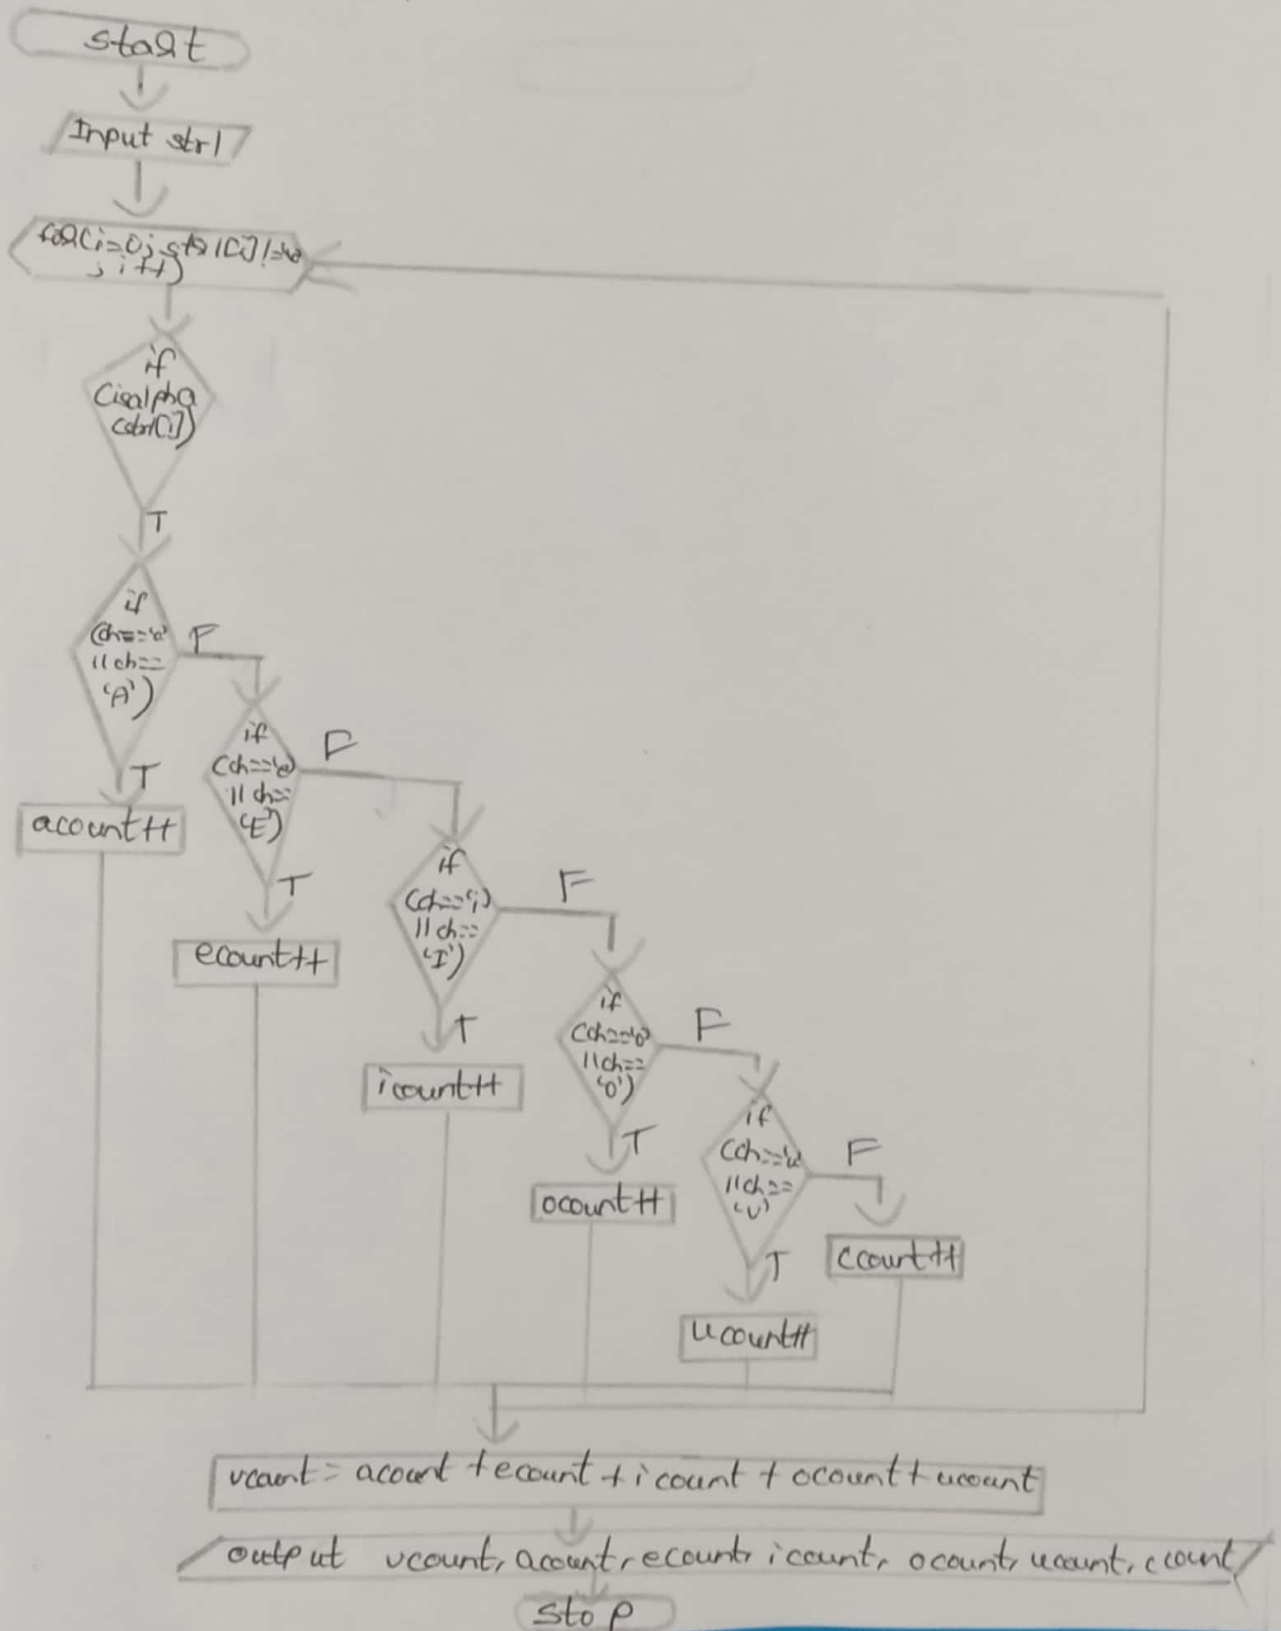 start
Input str1
for(i=0; str1[i]!='\0'
; i++)
if
(isalpha
(str1[i])
T
if
(ch=='a'
||ch==
'A')
F
T
acount++
if
(ch=='e'
||ch==
'E')
F
T
ecount++
if
(ch=='i')
||ch==
'I')
F
T
icount++
if
(ch=='o'
||ch==
'O')
F
T
ocount++
if
(ch=='u'
||ch==
'U')
F
T
ucount++
ccount++
vcount = acount + ecount + icount + ocount + ucount
output vcount, acount, ecount, icount, ocount, ucount, ccount
stop